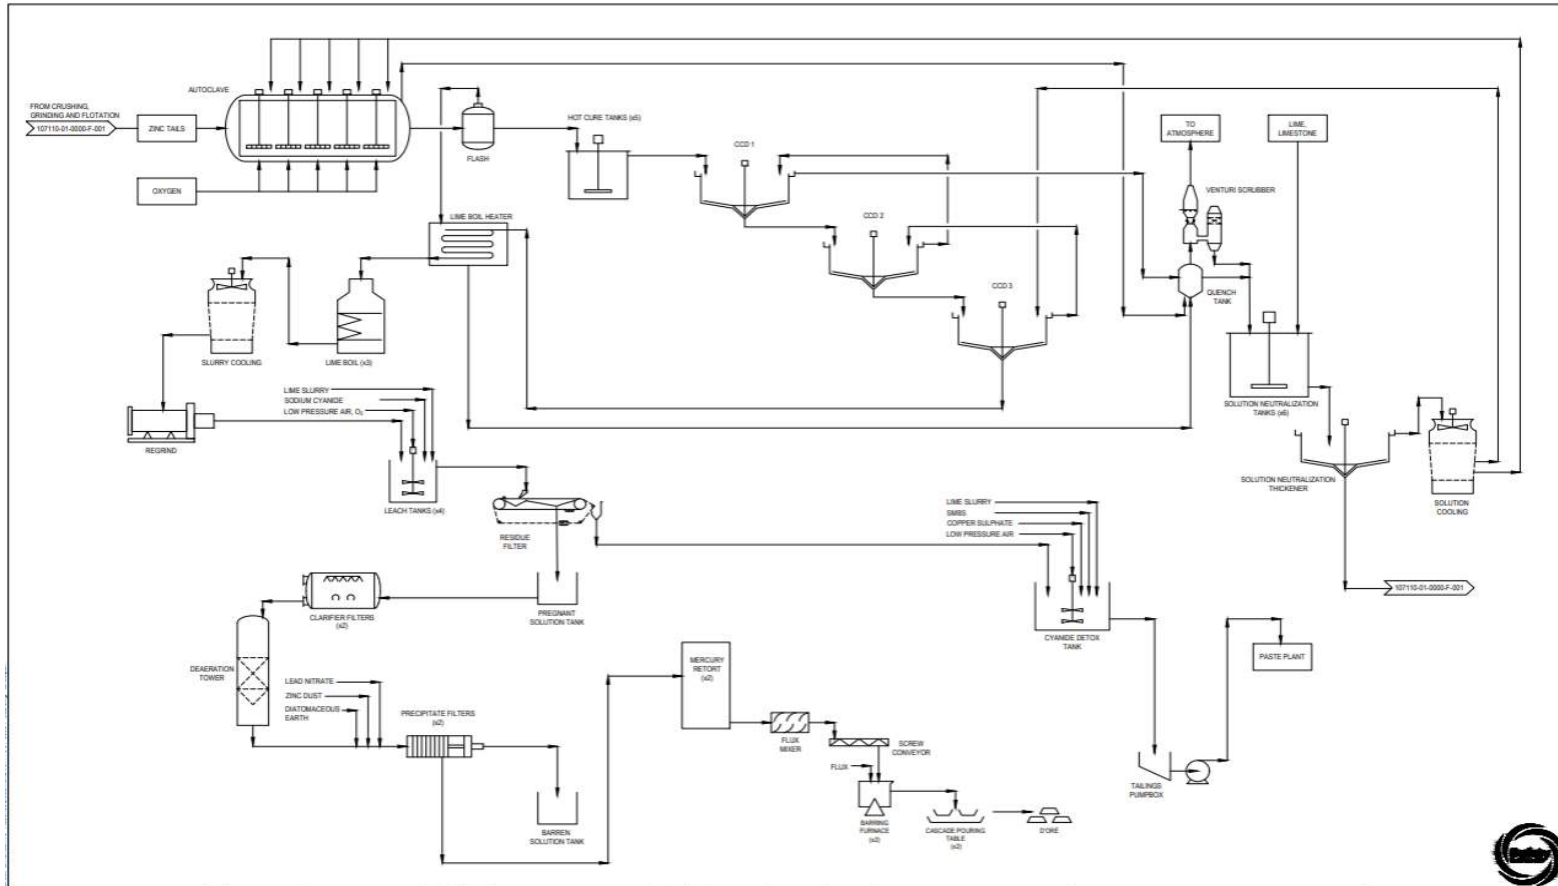 AUTOCLAVE
FROM CRUSHING,
GRINDING AND FLOTATION
107110-01-0000-F-001
ZINC TAILS
OXYGEN
FLASH
HOT CURE TANKS (x5)
CCD 1
CCD 2
CCD 3
TO
ATMOSPHERE
LIME,
LIMESTONE
VENTURI SCRUBBER
QUENCH
TANK
LIME BOIL HEATER
SLURRY COOLING
LIME BOIL (x3)
SOLUTION NEUTRALIZATION
TANKS (x6)
SOLUTION NEUTRALIZATION
THICKENER
SOLUTION
COOLING
107110-01-0000-F-001
REGRIND
LIME SLURRY
SODIUM CYANIDE
LOW PRESSURE AIR, O₂
LEACH TANKS (x4)
RESIDUE
FILTER
LIME SLURRY
SMBS
COPPER SULPHATE
LOW PRESSURE AIR
CYANIDE DETOX
TANK
PREGNANT
SOLUTION TANK
CLARIFIER FILTERS
(x2)
DEAERATION
TOWER
LEAD NITRATE
ZINC DUST
DIATOMACEOUS
EARTH
PRECIPITATE FILTERS
(x2)
BARREN
SOLUTION TANK
MERCURY
RETORT
(x2)
FLUX
MIXER
SCREW
CONVEYOR
FLUX
BARRING
FURNACE
(x2)
CASCADE POURING
TABLE
(x2)
D'ORE
TAILINGS
PUMPBOX
PASTE PLANT